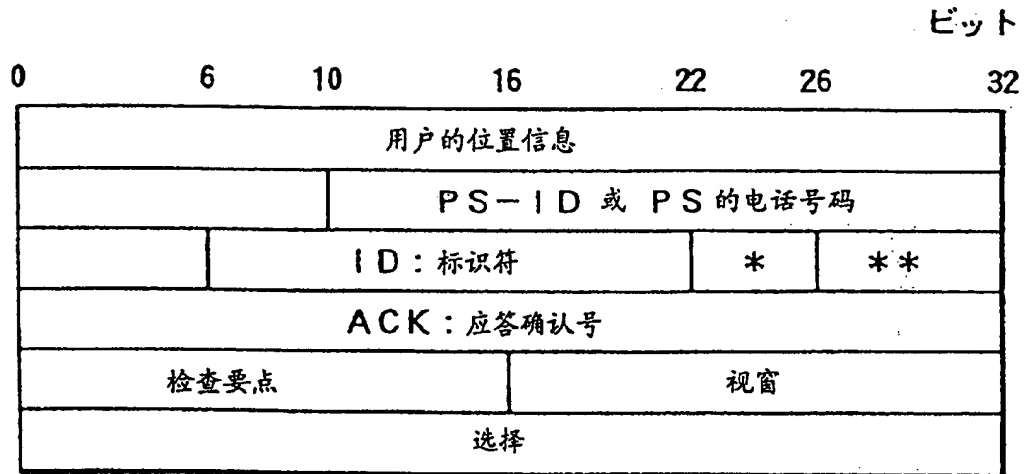 ビット
0 6 10 16 22 26 32
用户的位置信息
PS-ID 或 PS的电话号码
ID:标识符 * **
ACK:应答确认号
检查要点 视窗
选择